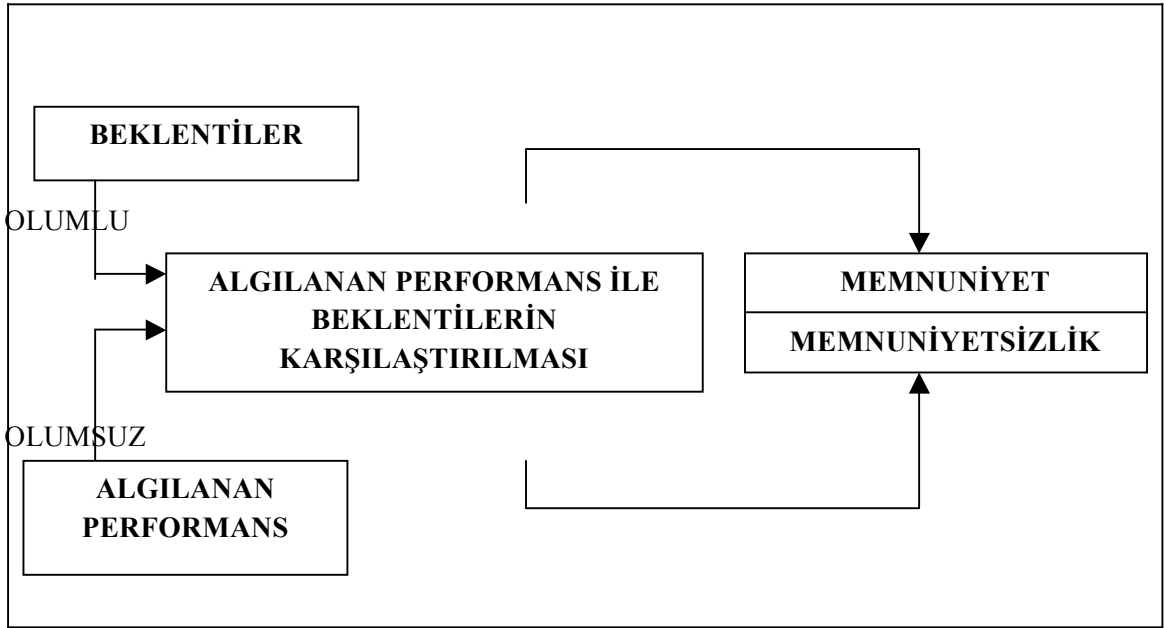 BEKLENTİLER
OLUMLU
ALGILANAN PERFORMANS İLE
BEKLENTİLERİN
KARŞILAŞTIRILMASI
MEMNUNİYET
MEMNUNİYETSİZLİK
OLUMSUZ
ALGILANAN
PERFORMANS